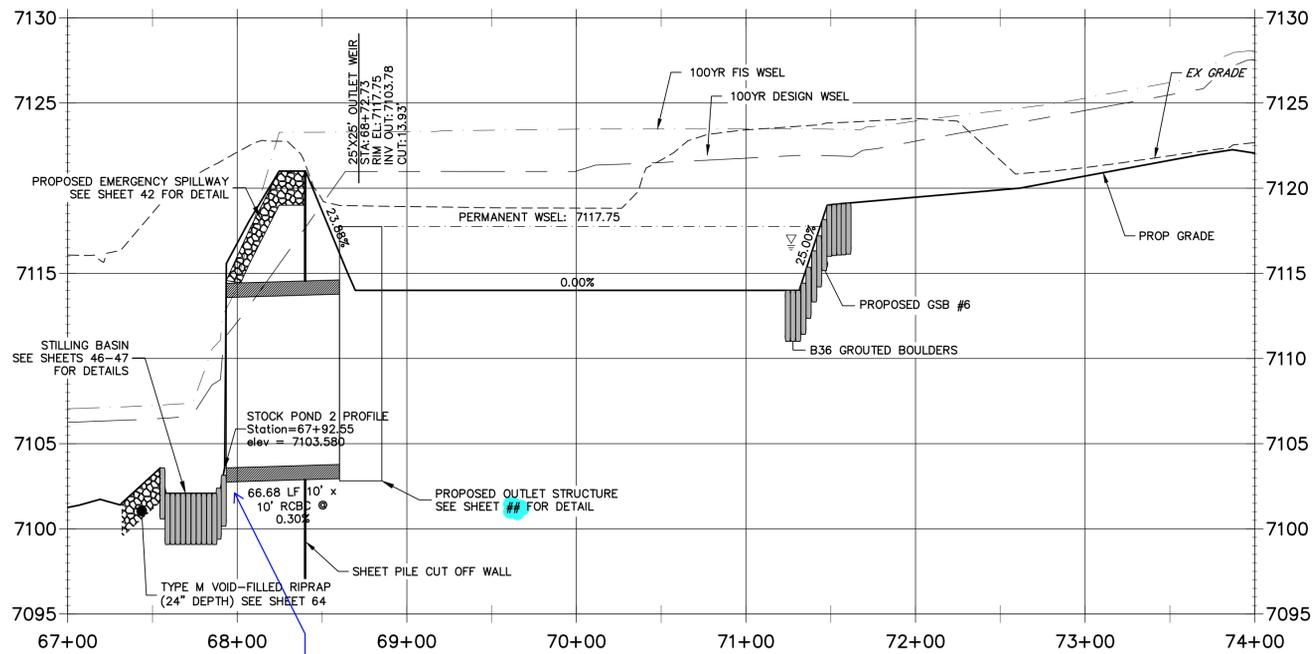 7130
7130
7125
7125
7120
7120
7115
7115
7110
7110
7105
7105
7100
7100
7095
7095
25'X25' OUTLET WEIR
STA:68+72.73
RIM EL:7117.75
INV OUT:7103.78
CUT:13.93'
100YR FIS WSEL
100YR DESIGN WSEL
EX GRADE
PROPOSED EMERGENCY SPILLWAY
SEE SHEET 42 FOR DETAIL
23.88%
PERMANENT WSEL: 7117.75
25.00%
PROP GRADE
0.00%
PROPOSED GSB #6
B36 GROUTED BOULDERS
STILLING BASIN
SEE SHEETS 46-47
FOR DETAILS
STOCK POND 2 PROFILE
Station=67+92.55
elev = 7103.580
66.68 LF 10' x
10' RCBC @
0.30%
PROPOSED OUTLET STRUCTURE
SEE SHEET ## FOR DETAIL
SHEET PILE CUT OFF WALL
TYPE M VOID-FILLED RIPRAP
(24" DEPTH) SEE SHEET 64
67+00
68+00
69+00
70+00
71+00
72+00
73+00
74+00